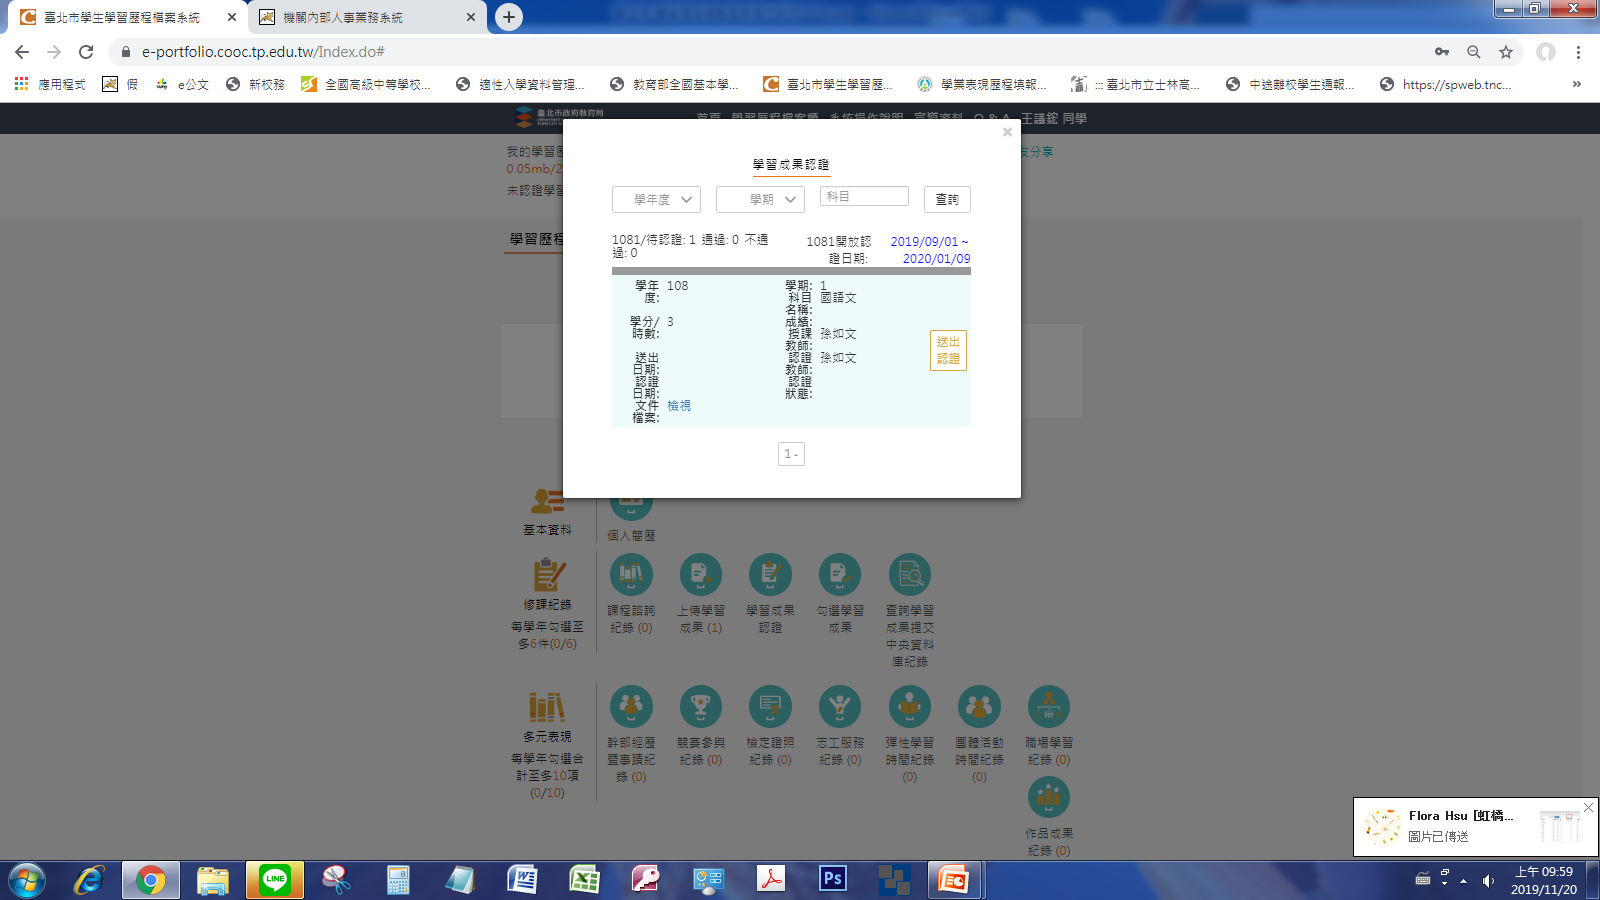 臺北市學生學習歷程檔案系統
機關內部人事業務系統
e-portfolio.cooc.tp.edu.tw/Index.do#
應用程式
假
e公文
新校務
全國高級中等學校...
適性入學資料管理...
教育部全國基本學...
臺北市學生學習歷...
學業表現歷程填報...
::: 臺北市立士林高...
中途離校學生通報...
https://spweb.tnc...
»
臺北市政府教育局
王議鋐 同學
我的學習歷
友分享
0.05mb/2
未認證學習
學習歷程
學習成果認證
學年度
學期
科目
查詢
1081/待認證: 1 通過: 0 不通
過: 0
1081開放認
證日期:
2019/09/01 ~
2020/01/09
學年
度:
108
學期: 1
科目
名稱:
國語文
學分/
時數:
3
成績:
授課
教師:
孫如文
送出
日期:
認證
教師:
孫如文
認證
日期:
認證
狀態:
文件
檔案:
檢視
送出
認證
1 -
基本資料
個人簡歷
修課紀錄
每學年勾選至
多6件(0/6)
課程諮詢
紀錄 (0)
上傳學習
成果 (1)
學習成果
認證
勾選學習
成果
查詢學習
成果提交
中央資料
庫紀錄
多元表現
每學年勾選合
計至多10項
(0/10)
幹部經歷
暨事蹟紀
錄 (0)
競賽參與
紀錄 (0)
檢定證照
紀錄 (0)
志工服務
紀錄 (0)
彈性學習
時間紀錄
(0)
團體活動
時間紀錄
(0)
職場學習
紀錄 (0)
作品成果
紀錄 (0)
Flora Hsu [虹橋...
圖片已傳送
LINE
Ps
上午 09:59
2019/11/20